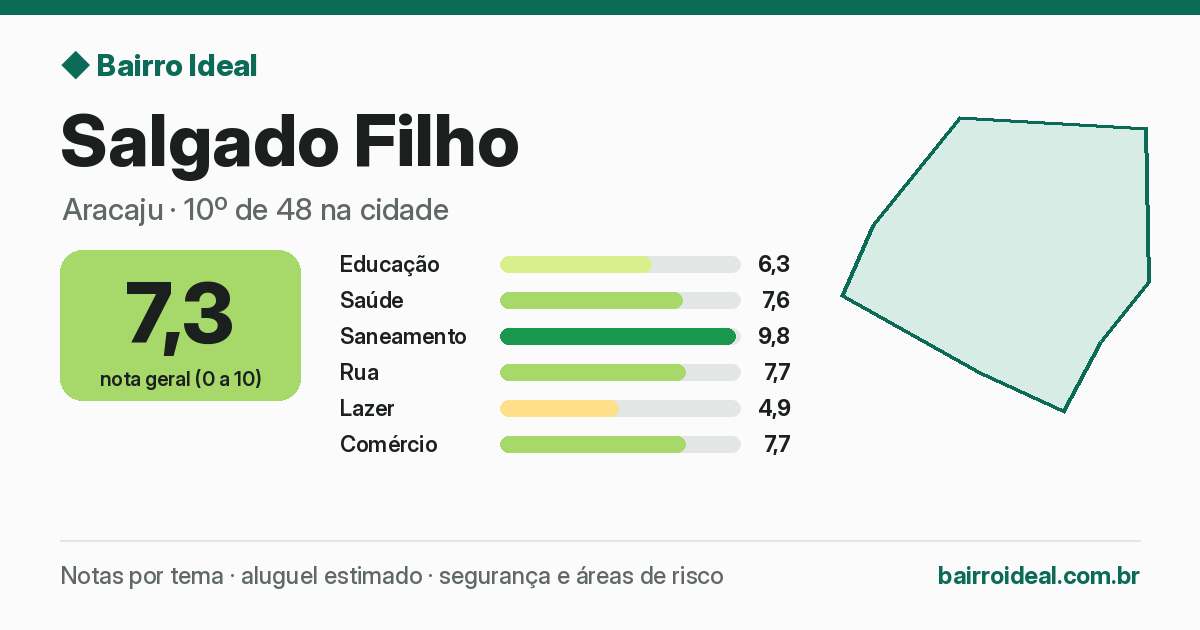 Bairro Ideal
Salgado Filho
Aracaju · 10º de 48 na cidade
7,3
nota geral (0 a 10)
Educação 6,3
Saúde 7,6
Saneamento 9,8
Rua 7,7
Lazer 4,9
Comércio 7,7
Notas por tema · aluguel estimado · segurança e áreas de risco
bairroideal.com.br